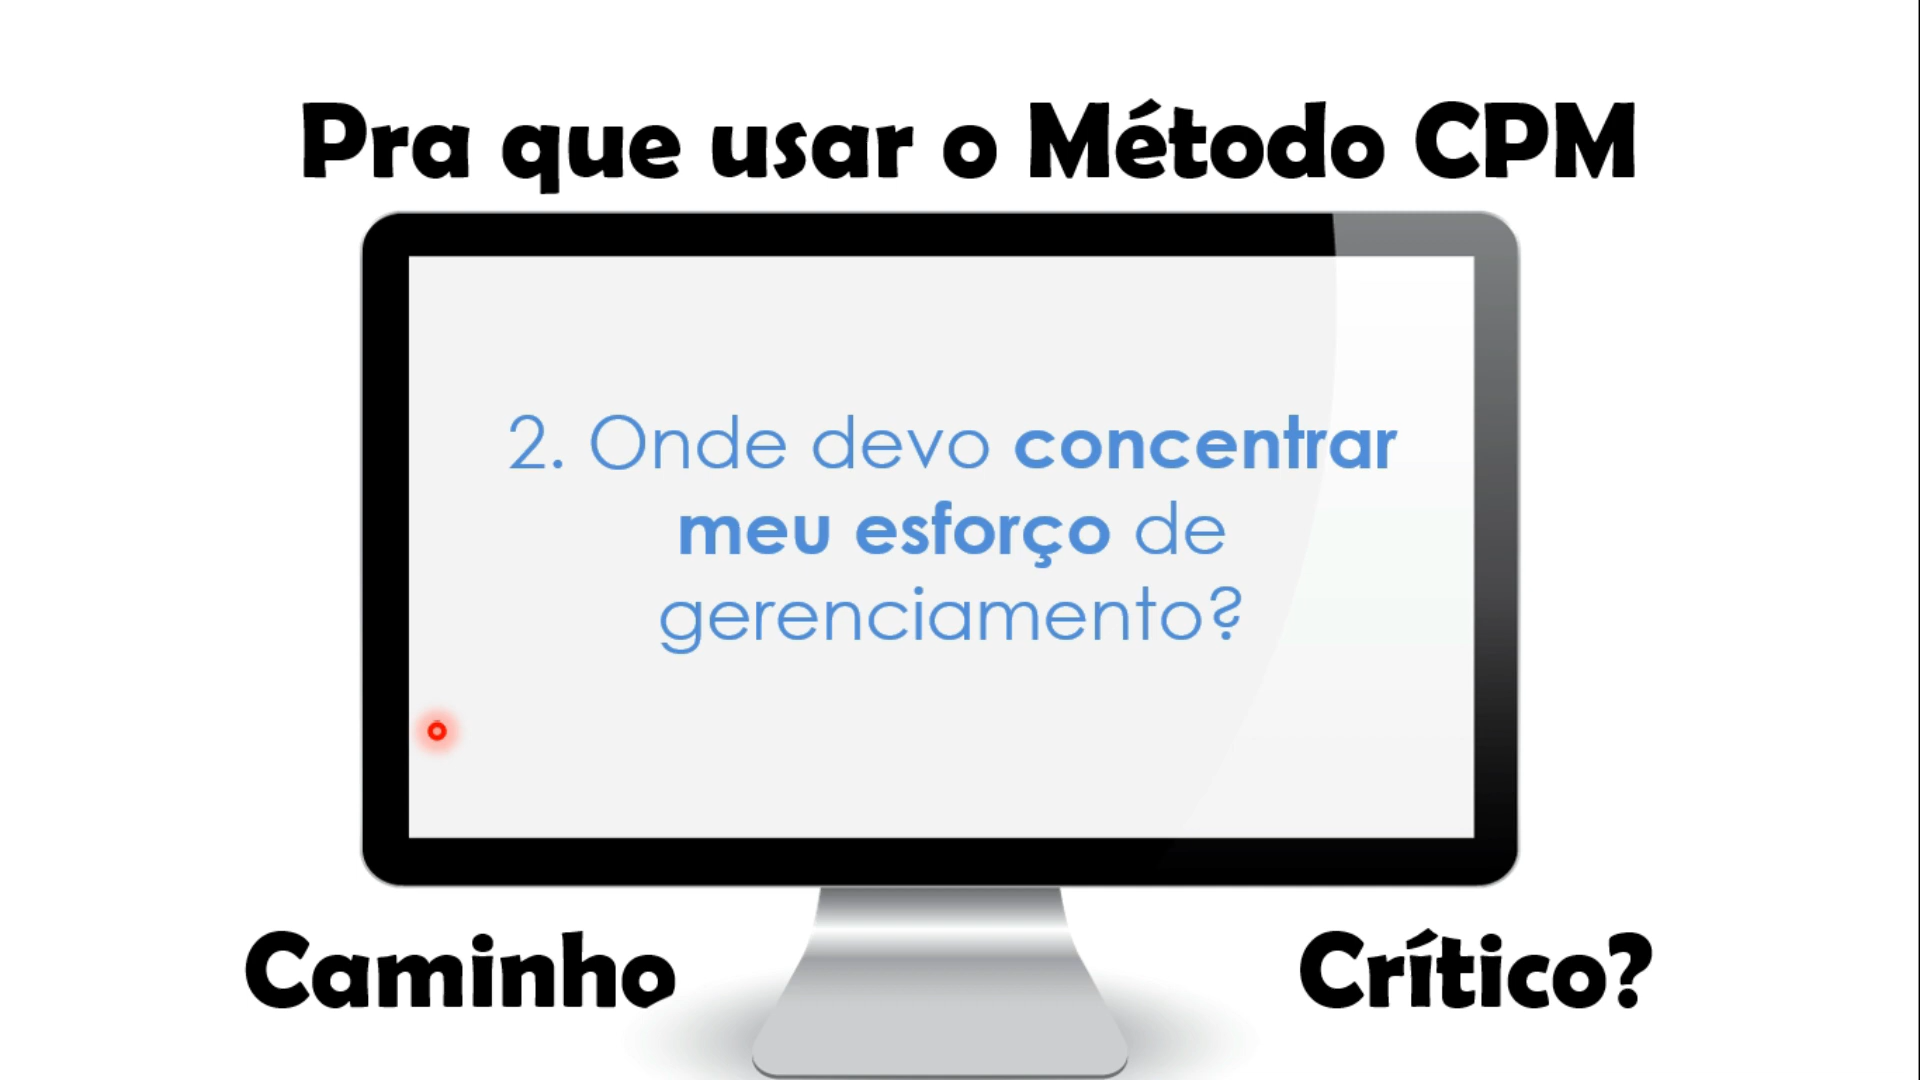 Pra que usar o Método CPM
2. Onde devo concentrar
meu esforço de
gerenciamento?
Caminho Crítico?